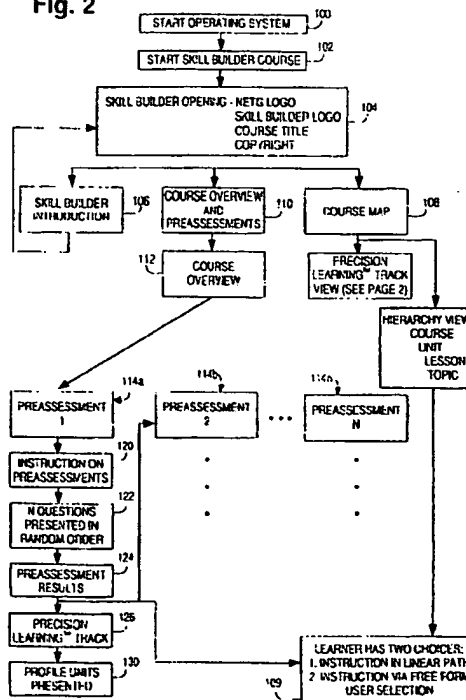 Fig. 2
START OPERATING SYSTEM
100
START SKILL BUILDER COURSE
102
SKILL BUILDER OPENING - NETG LOGO
SKILL BUILDER LOGO
COURSE TITLE
COPYRIGHT
104
SKILL BUILDER
INTRODUCTION
106
COURSE OVERVIEW
AND
PREASSESSMENTS
110
COURSE MAP
108
112
COURSE
OVERVIEW
PRECISION
LEARNING™ TRACK
VIEW (SEE PAGE 2)
HIERARCHY VIEW
COURSE
UNIT
LESSON
TOPIC
PREASSESSMENT
1
114a
114b
PREASSESSMENT
2
...
114n
PREASSESSMENT
N
120
INSTRUCTION ON
PREASSESSMENTS
122
N QUESTIONS
PRESENTED IN
RANDOM ORDER
124
PREASSESSMENT
RESULTS
126
PRECISION
LEARNING™ TRACK
130
PROFILE UNITS
PRESENTED
LEARNER HAS TWO CHOICES:
1. INSTRUCTION IN LINEAR PATH
2. INSTRUCTION VIA FREE FORM
USER SELECTION
109